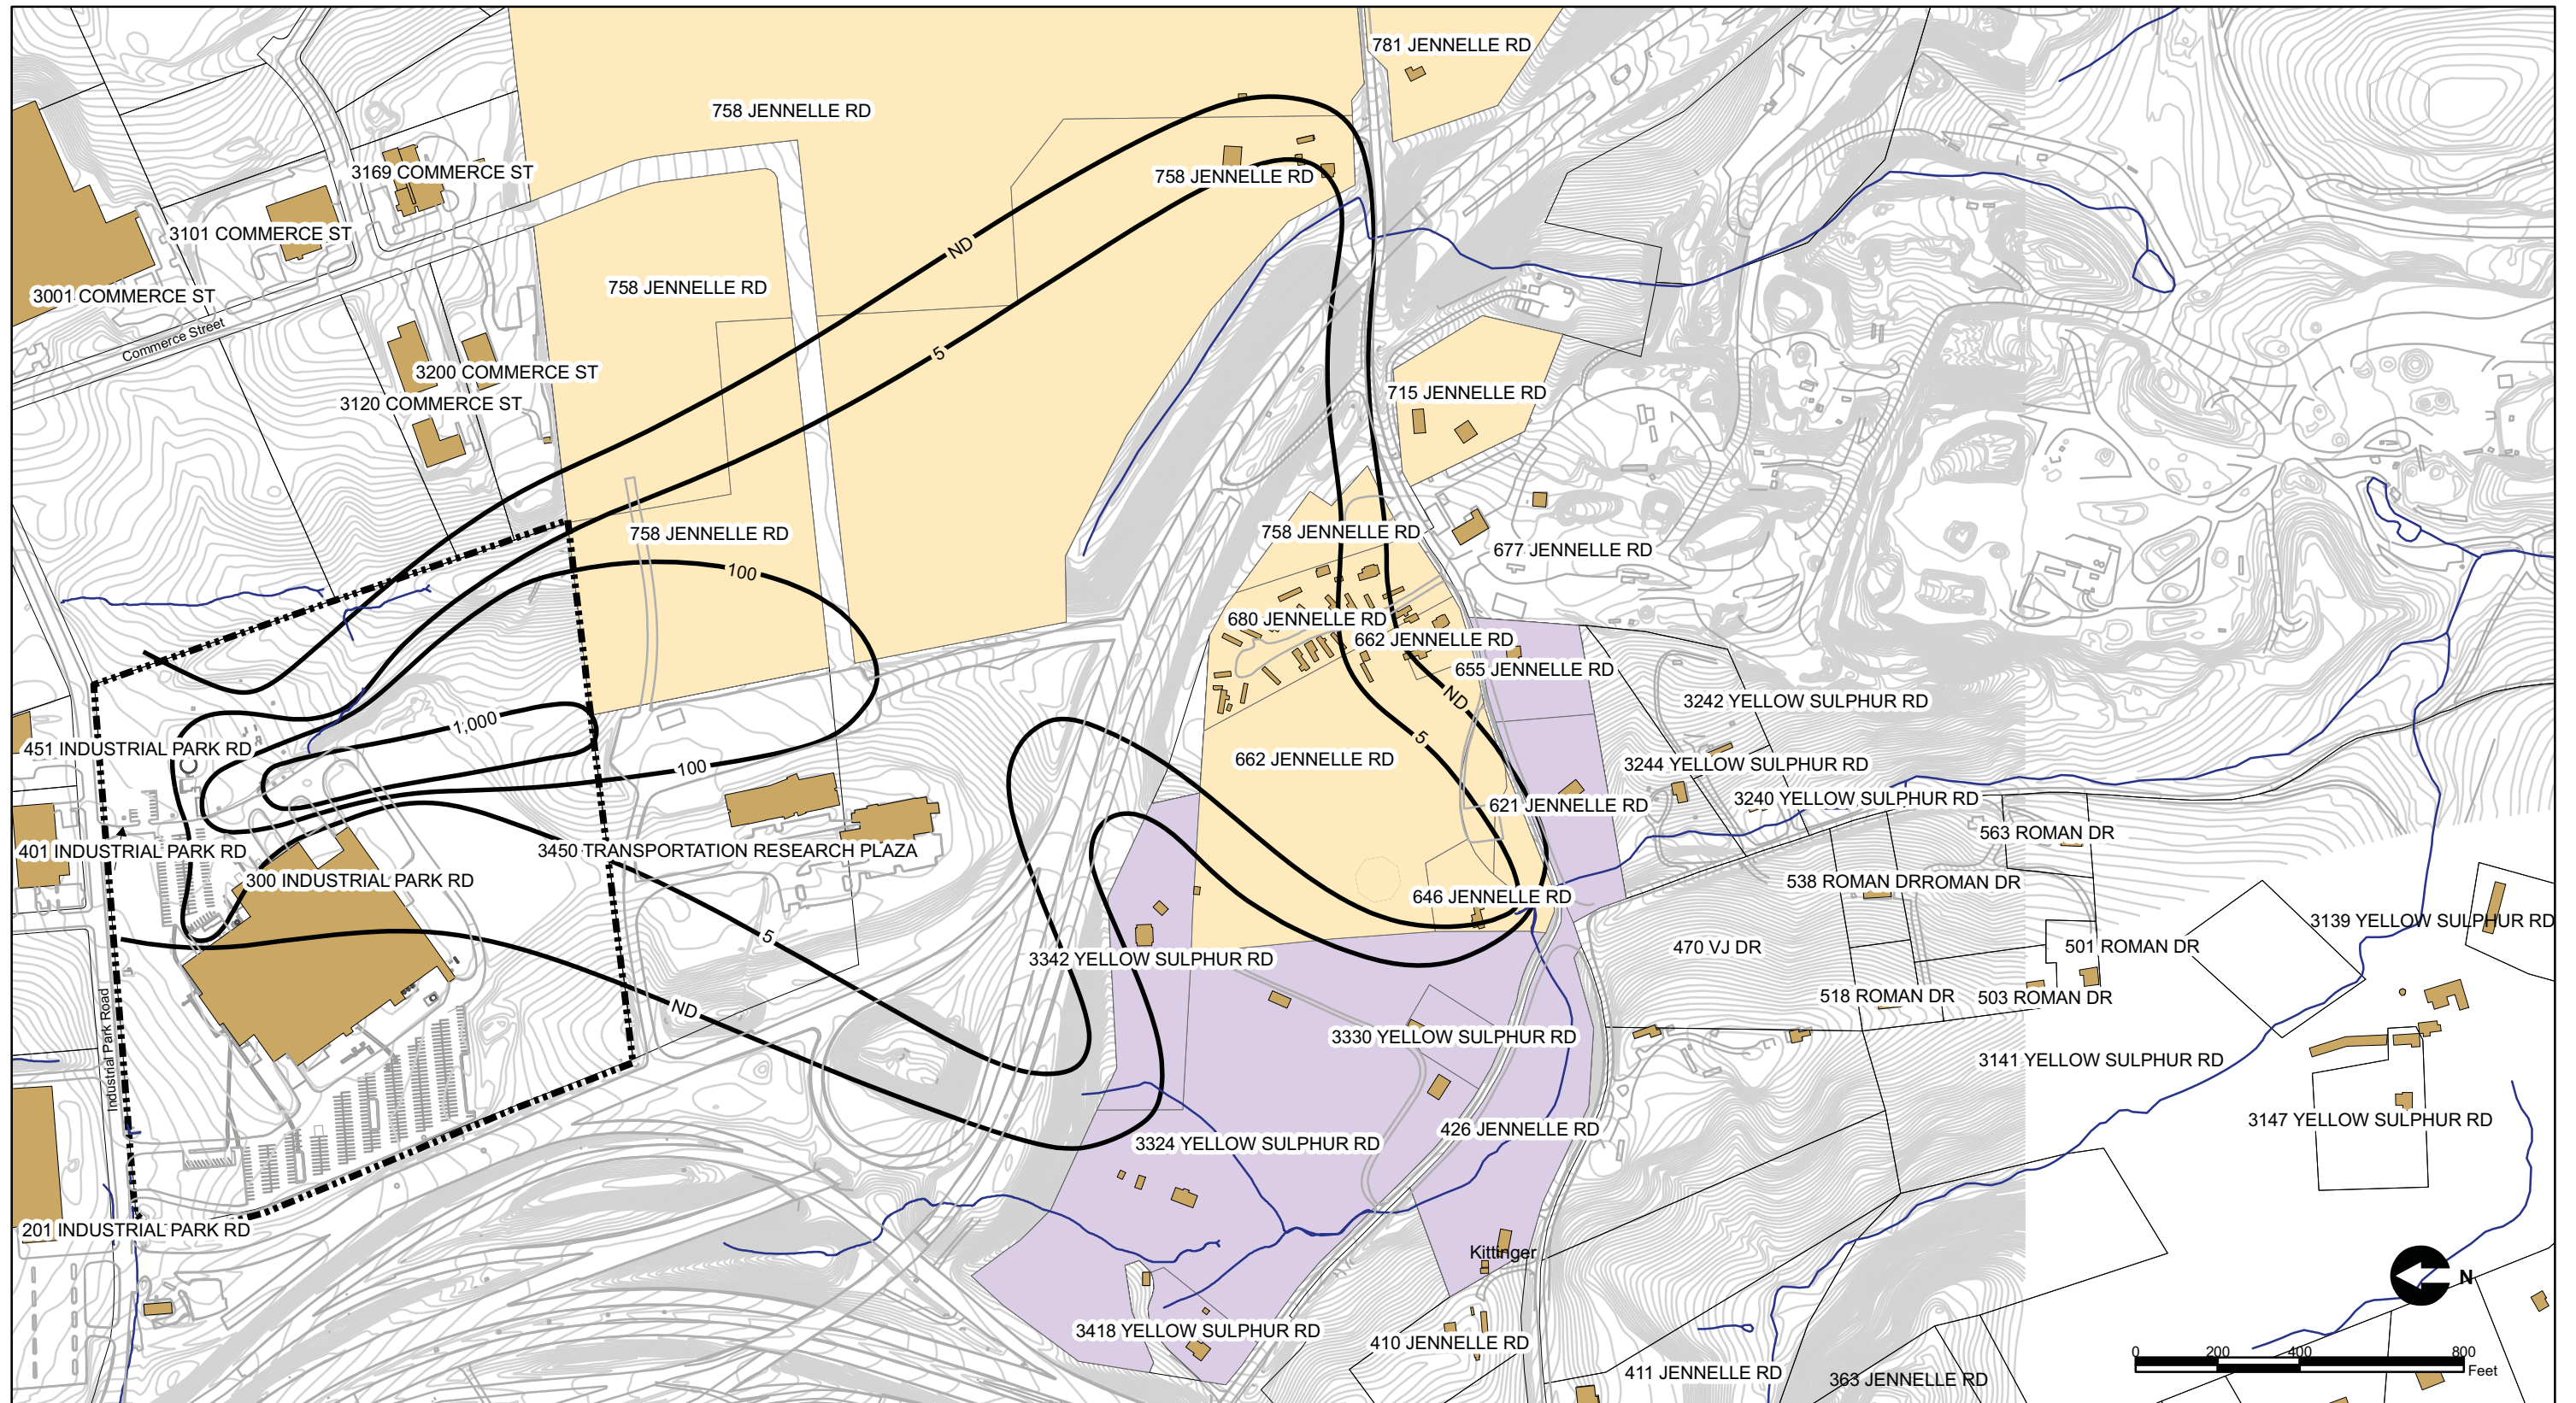 781 JENNELLE RD
758 JENNELLE RD
3169 COMMERCE ST
758 JENNELLE RD
3101 COMMERCE ST
ND
758 JENNELLE RD
3001 COMMERCE ST
Commerce Street
5
3200 COMMERCE ST
715 JENNELLE RD
3120 COMMERCE ST
758 JENNELLE RD
758 JENNELLE RD
677 JENNELLE RD
100
680 JENNELLE RD
662 JENNELLE RD
655 JENNELLE RD
ND
3242 YELLOW SULPHUR RD
1,000
5
451 INDUSTRIAL PARK RD
662 JENNELLE RD
3244 YELLOW SULPHUR RD
100
621 JENNELLE RD
3240 YELLOW SULPHUR RD
563 ROMAN DR
401 INDUSTRIAL PARK RD
3450 TRANSPORTATION RESEARCH PLAZA
300 INDUSTRIAL PARK RD
538 ROMAN DR
ROMAN DR
646 JENNELLE RD
3139 YELLOW SULPHUR RD
5
470 VJ DR
501 ROMAN DR
3342 YELLOW SULPHUR RD
518 ROMAN DR
503 ROMAN DR
ND
3330 YELLOW SULPHUR RD
Industrial Park Road
3141 YELLOW SULPHUR RD
3147 YELLOW SULPHUR RD
426 JENNELLE RD
3324 YELLOW SULPHUR RD
201 INDUSTRIAL PARK RD
Kittinger
N
3418 YELLOW SULPHUR RD
410 JENNELLE RD
0 200 400 800
Feet
411 JENNELLE RD
363 JENNELLE RD